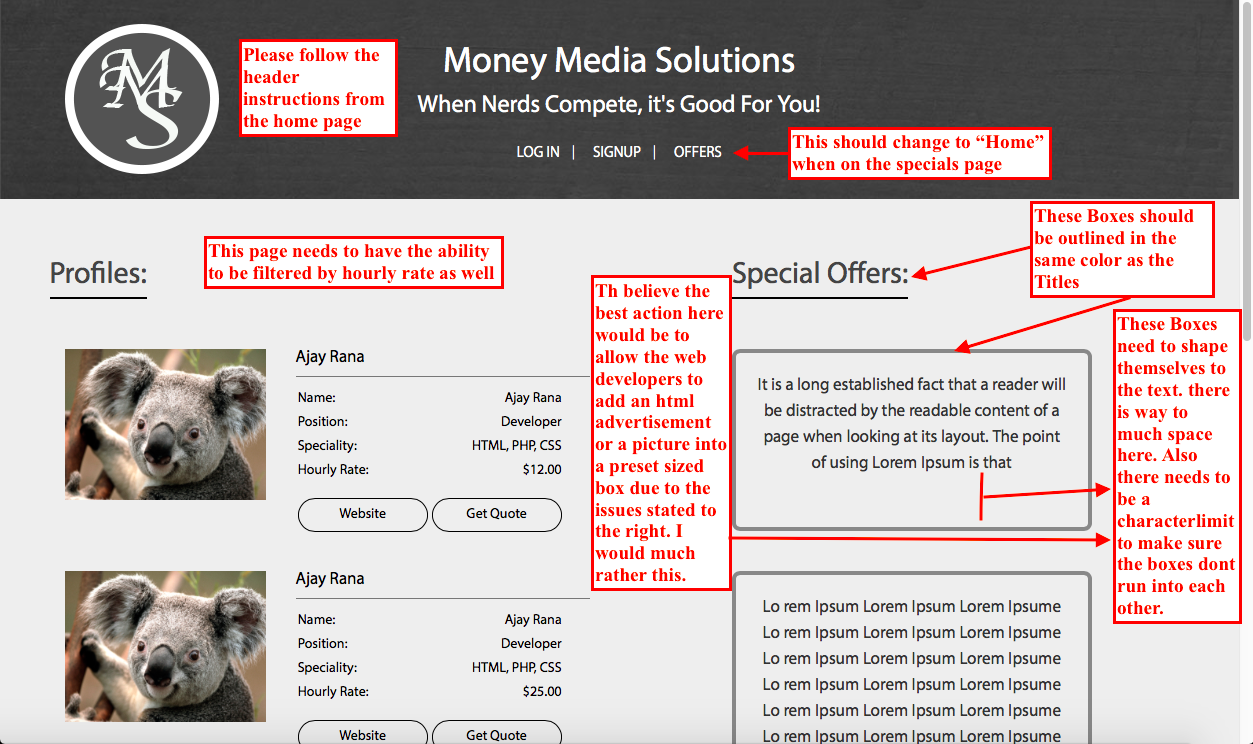 MS
Please follow the
header
instructions from
the home page
Money Media Solutions
When Nerds Compete, it's Good For You!
LOG IN | SIGNUP | OFFERS
This should change to “Home”
when on the specials page
Profiles:
This page needs to have the ability
to be filtered by hourly rate as well
Special Offers:
These Boxes should
be outlined in the
same color as the
Titles
Th believe the
best action here
would be to
allow the web
developers to
add an html
advertisement
or a picture into
a preset sized
box due to the
issues stated to
the right. I
would much
rather this.
These Boxes
need to shape
themselves to
the text. there
is way to
much space
here. Also
there needs to
be a
characterlimit
to make sure
the boxes dont
run into each
other.
Ajay Rana
Name: Ajay Rana
Position: Developer
Speciality: HTML, PHP, CSS
Hourly Rate: $12.00
Website Get Quote
It is a long established fact that a reader will
be distracted by the readable content of a
page when looking at its layout. The point
of using Lorem Ipsum is that
Ajay Rana
Name: Ajay Rana
Position: Developer
Speciality: HTML, PHP, CSS
Hourly Rate: $25.00
Website Get Quote
Lo rem Ipsum Lorem Ipsum Lorem Ipsume
Lo rem Ipsum Lorem Ipsum Lorem Ipsume
Lo rem Ipsum Lorem Ipsum Lorem Ipsume
Lo rem Ipsum Lorem Ipsum Lorem Ipsume
Lo rem Ipsum Lorem Ipsum Lorem Ipsume
Lo rem Ipsum Lorem Ipsum Lorem Ipsume